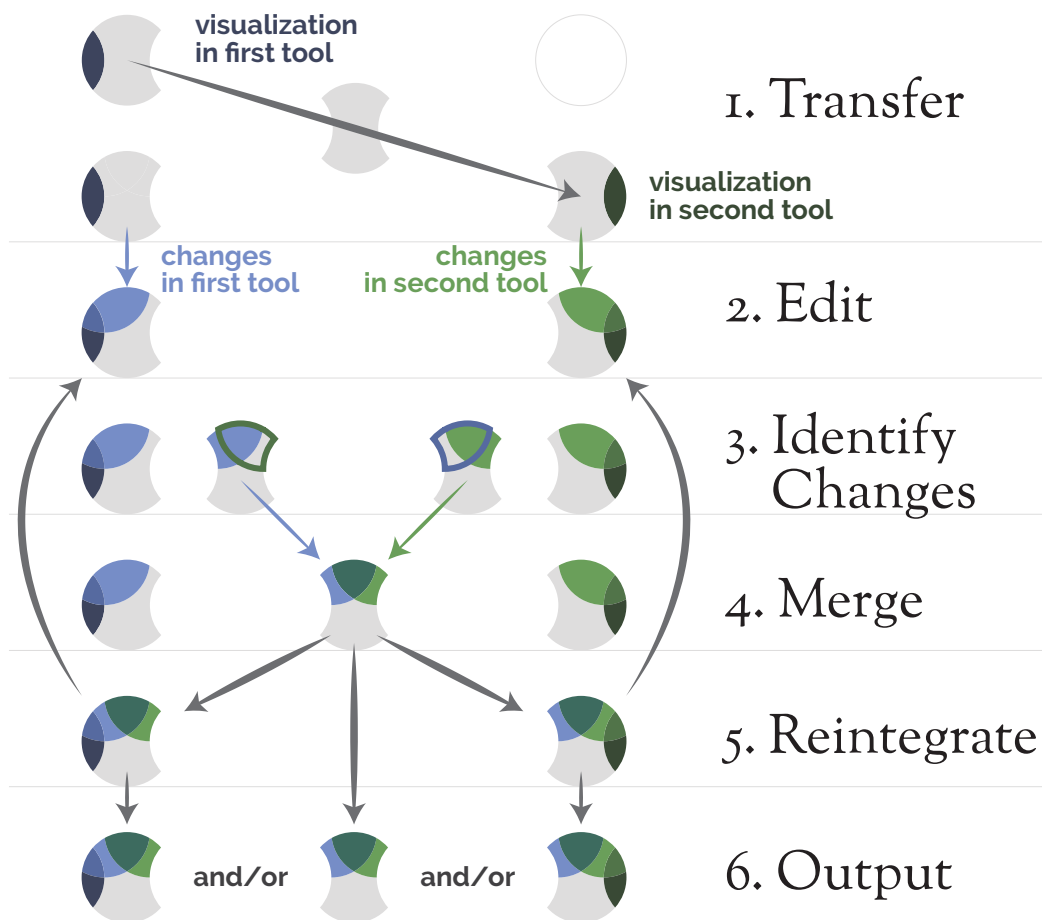 visualization
in first tool
1. Transfer
visualization
in second tool
changes
in first tool
changes
in second tool
2. Edit
3. Identify
Changes
4. Merge
5. Reintegrate
and/or
and/or
6. Output